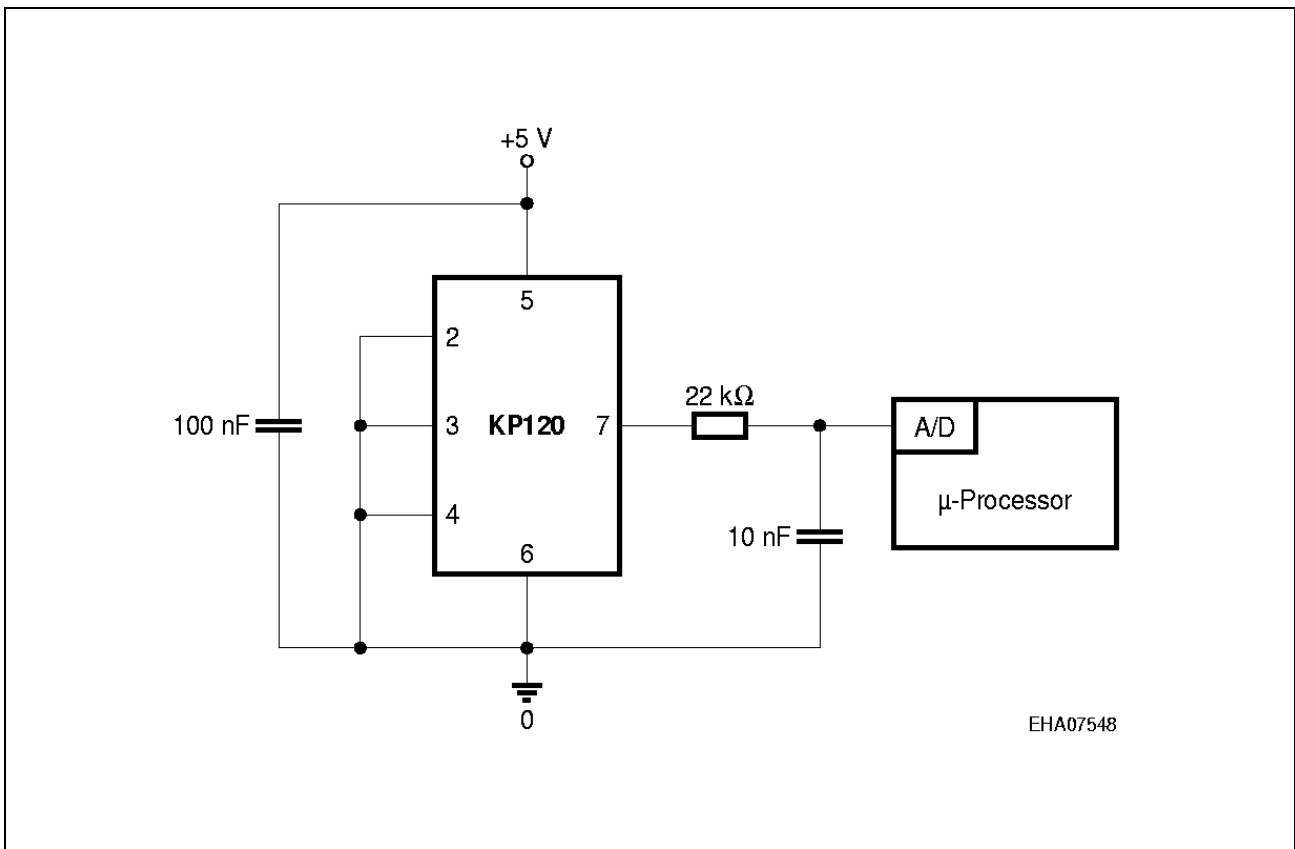 +5 V
5
2
22 kΩ
100 nF
3
KP120
7
A/D
4
µ-Processor
10 nF
6
0
EHA07548